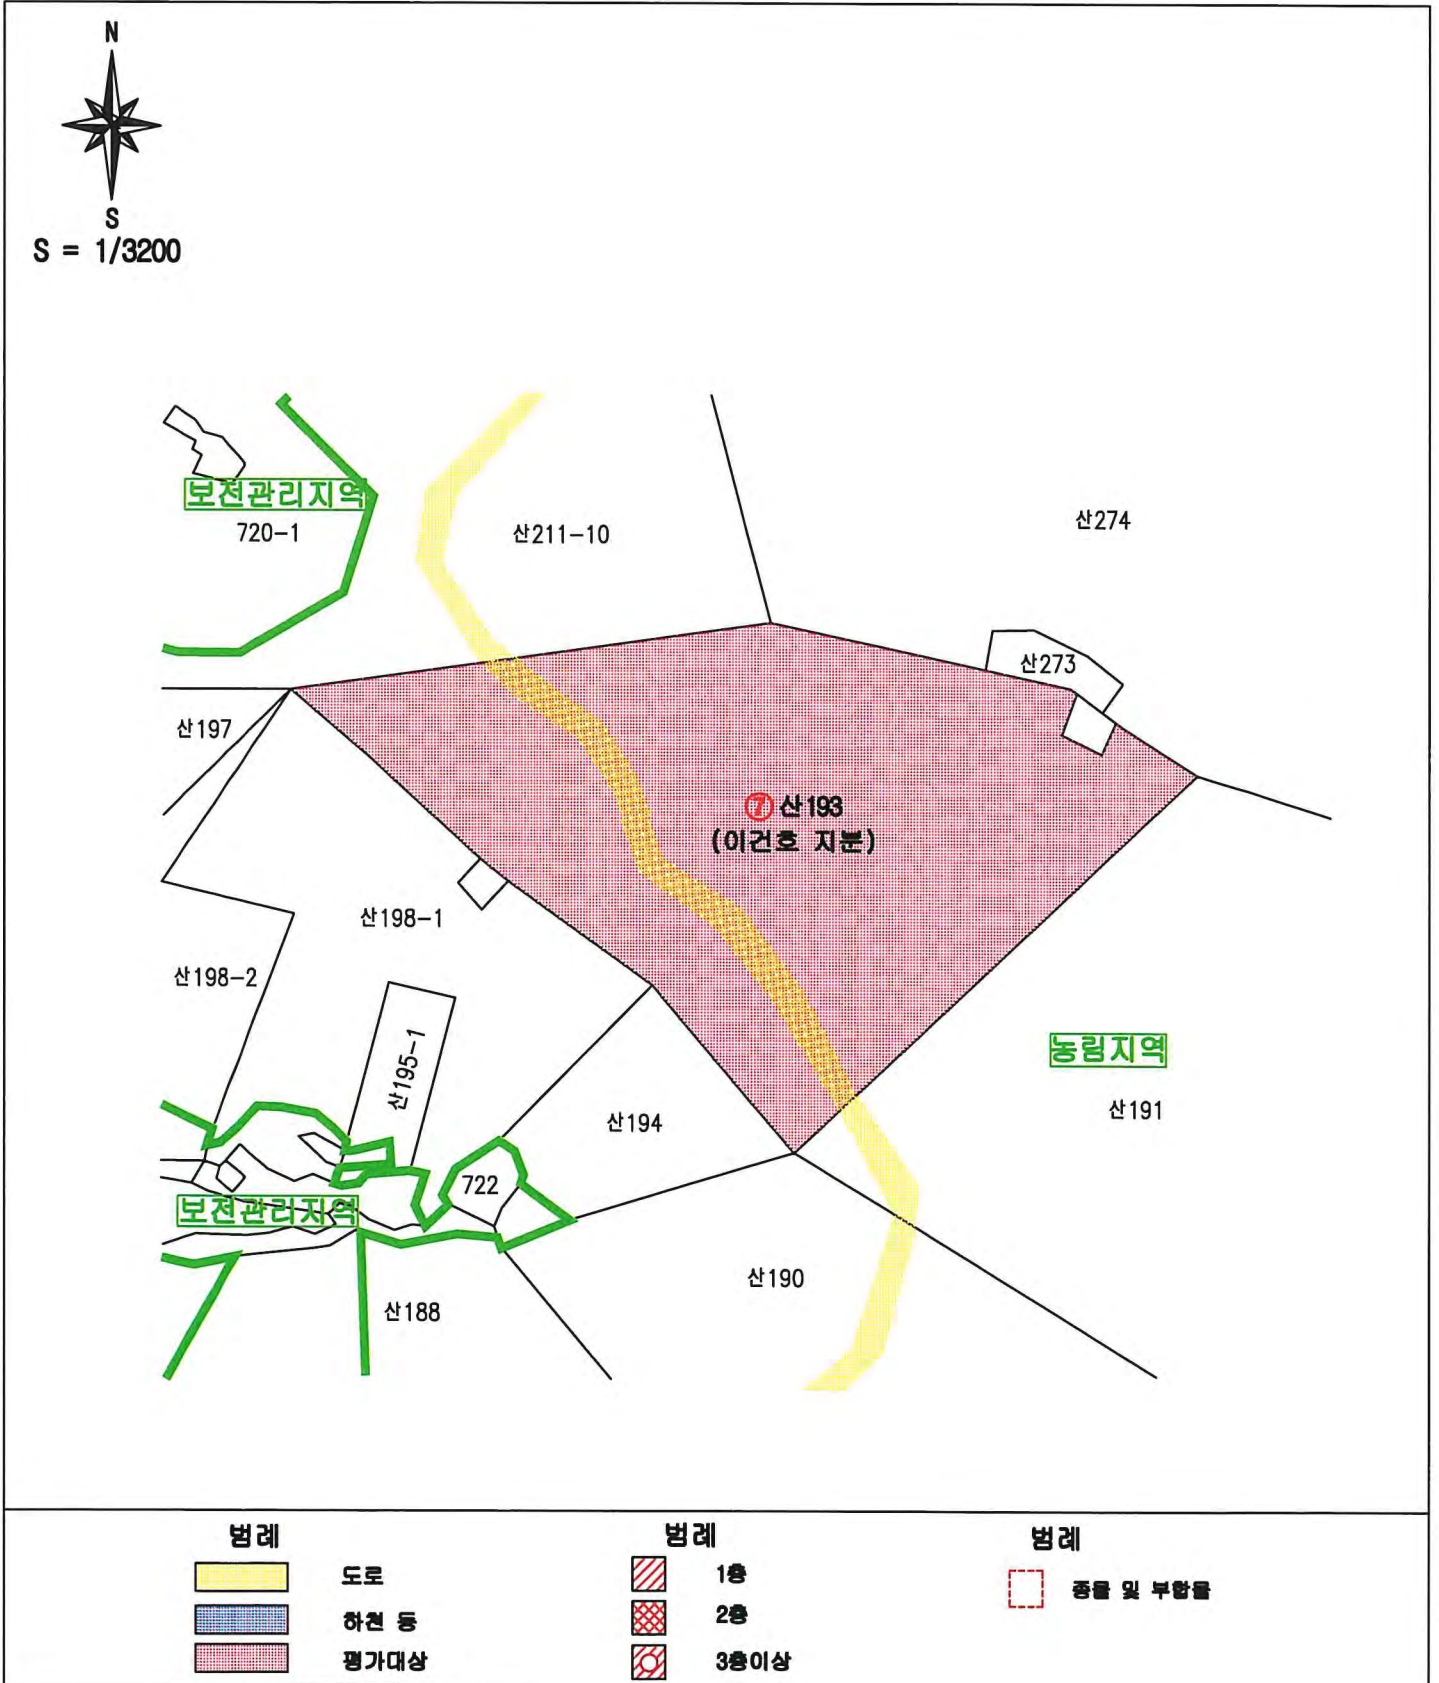 N
S
S = 1/3200
보전관리지역
720-1
산211-10
산274
산273
산197
⑦ 산193
(이건호 지분)
산198-1
산198-2
산195-1
농림지역
산191
산194
722
보전관리지역
산190
산188
범례
도로
하천 등
평가대상
범례
1층
2층
3층이상
범례
종물 및 부합물